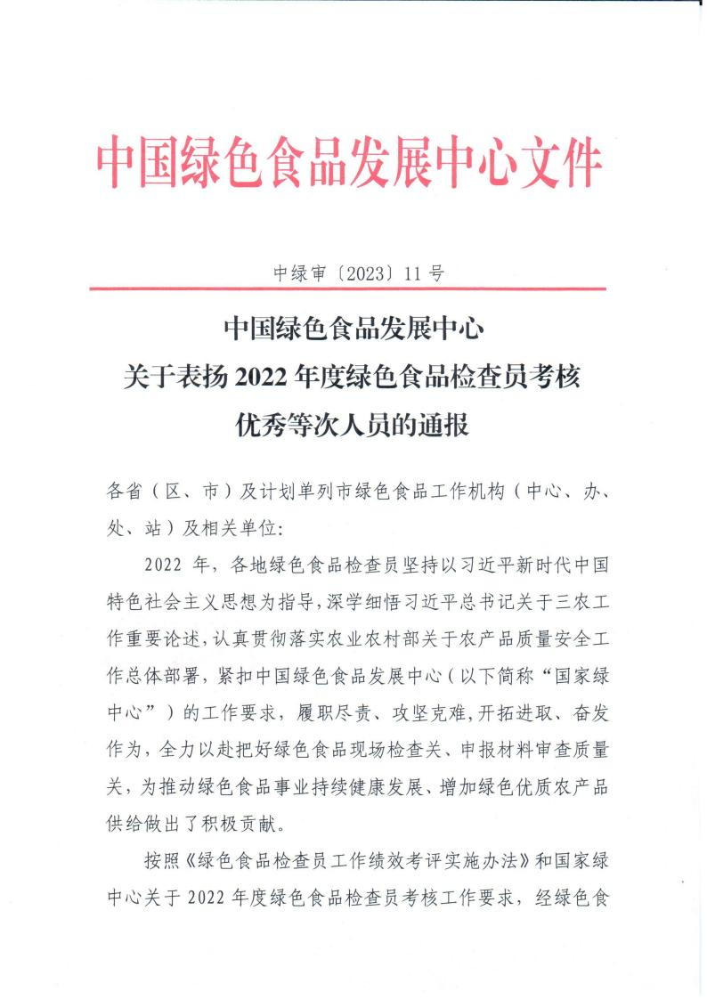 中国绿色食品发展中心文件
中绿审〔2023〕11 号
中国绿色食品发展中心
关于表扬 2022 年度绿色食品检查员考核
优秀等次人员的通报
各省（区、市）及计划单列市绿色食品工作机构（中心、办、
处、站）及相关单位：
2022 年，各地绿色食品检查员坚持以习近平新时代中国
特色社会主义思想为指导，深学细悟习近平总书记关于三农工
作重要论述，认真贯彻落实农业农村部关于农产品质量安全工
作总体部署，紧扣中国绿色食品发展中心（以下简称“国家绿
中心”）的工作要求，履职尽责、攻坚克难，开拓进取、奋发
作为，全力以赴把好绿色食品现场检查关、申报材料审查质量
关，为推动绿色食品事业持续健康发展、增加绿色优质农产品
供给做出了积极贡献。
按照《绿色食品检查员工作绩效考评实施办法》和国家绿
中心关于 2022 年度绿色食品检查员考核工作要求，经绿色食